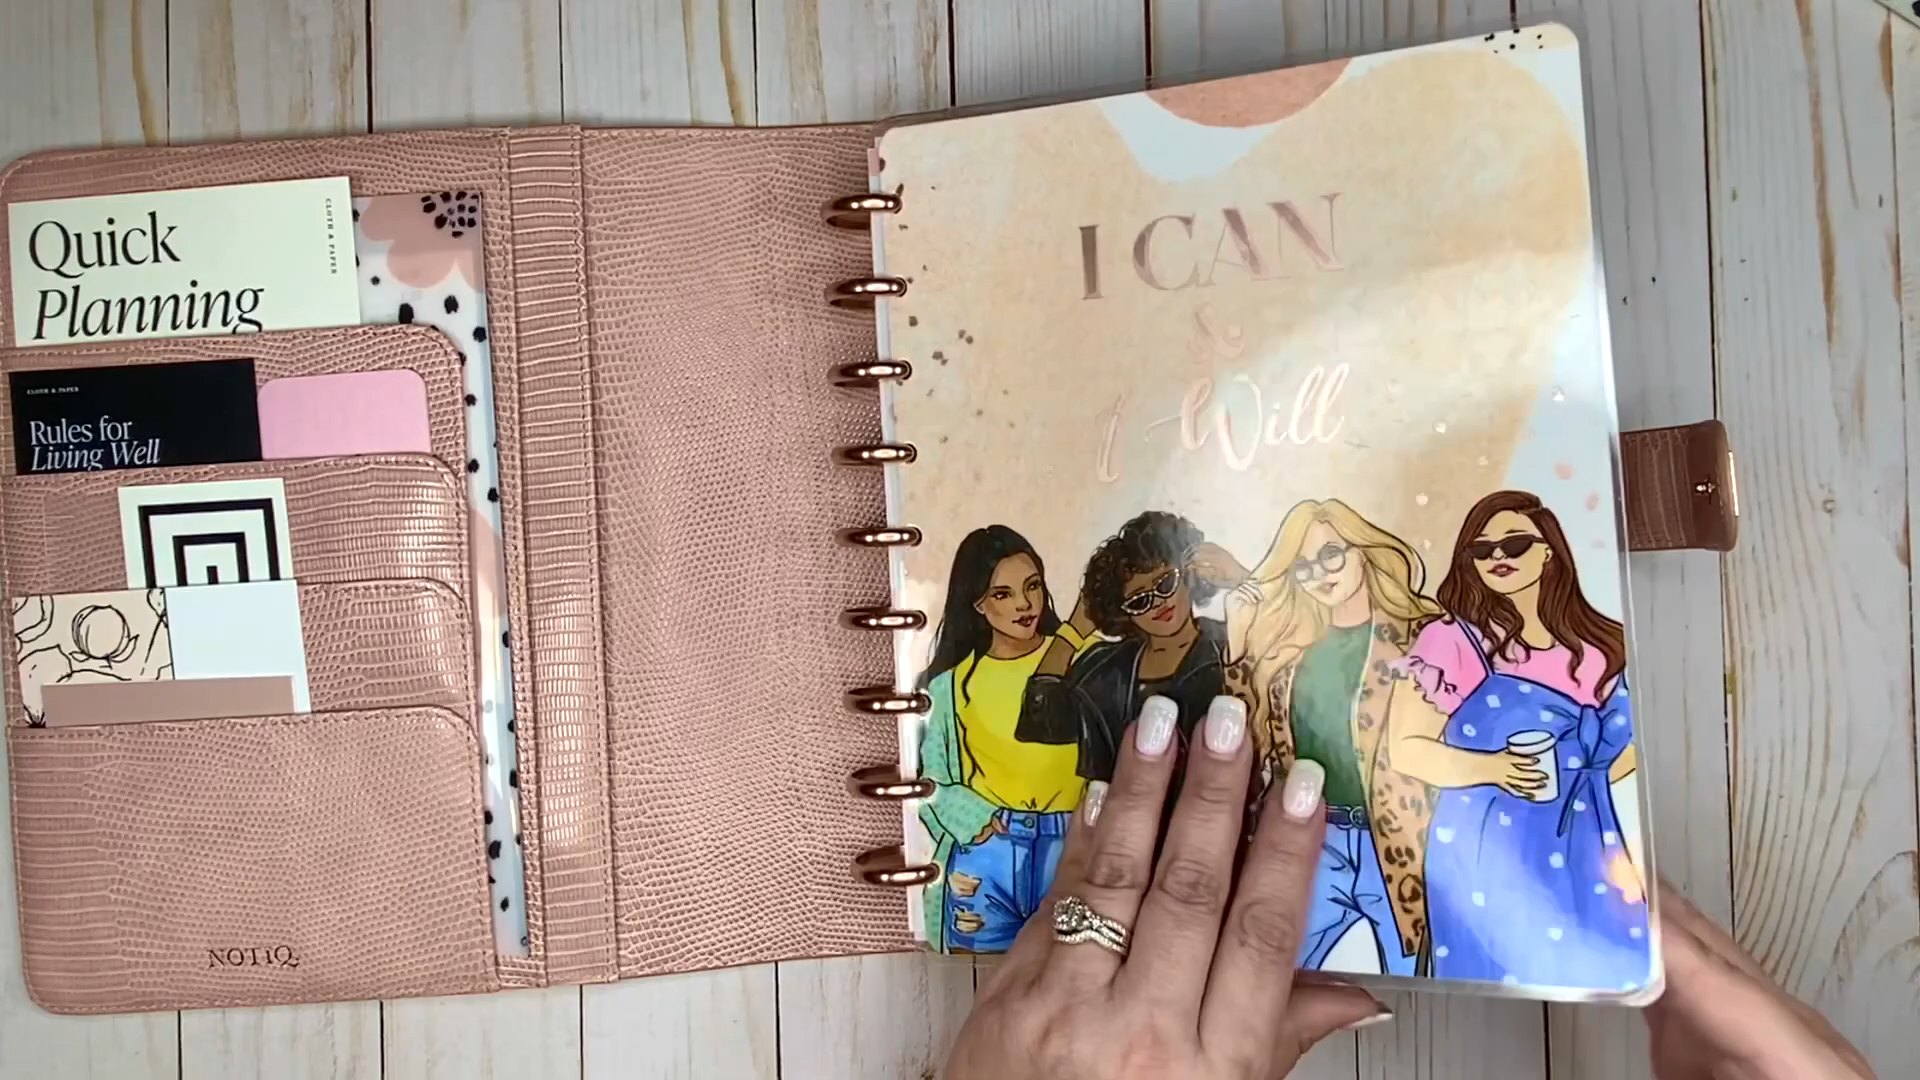 Quick
Planning
CLOTH & PAPER
CLOTH & PAPER
Rules for
Living Well
NOTIQ
I CAN
&
I Will